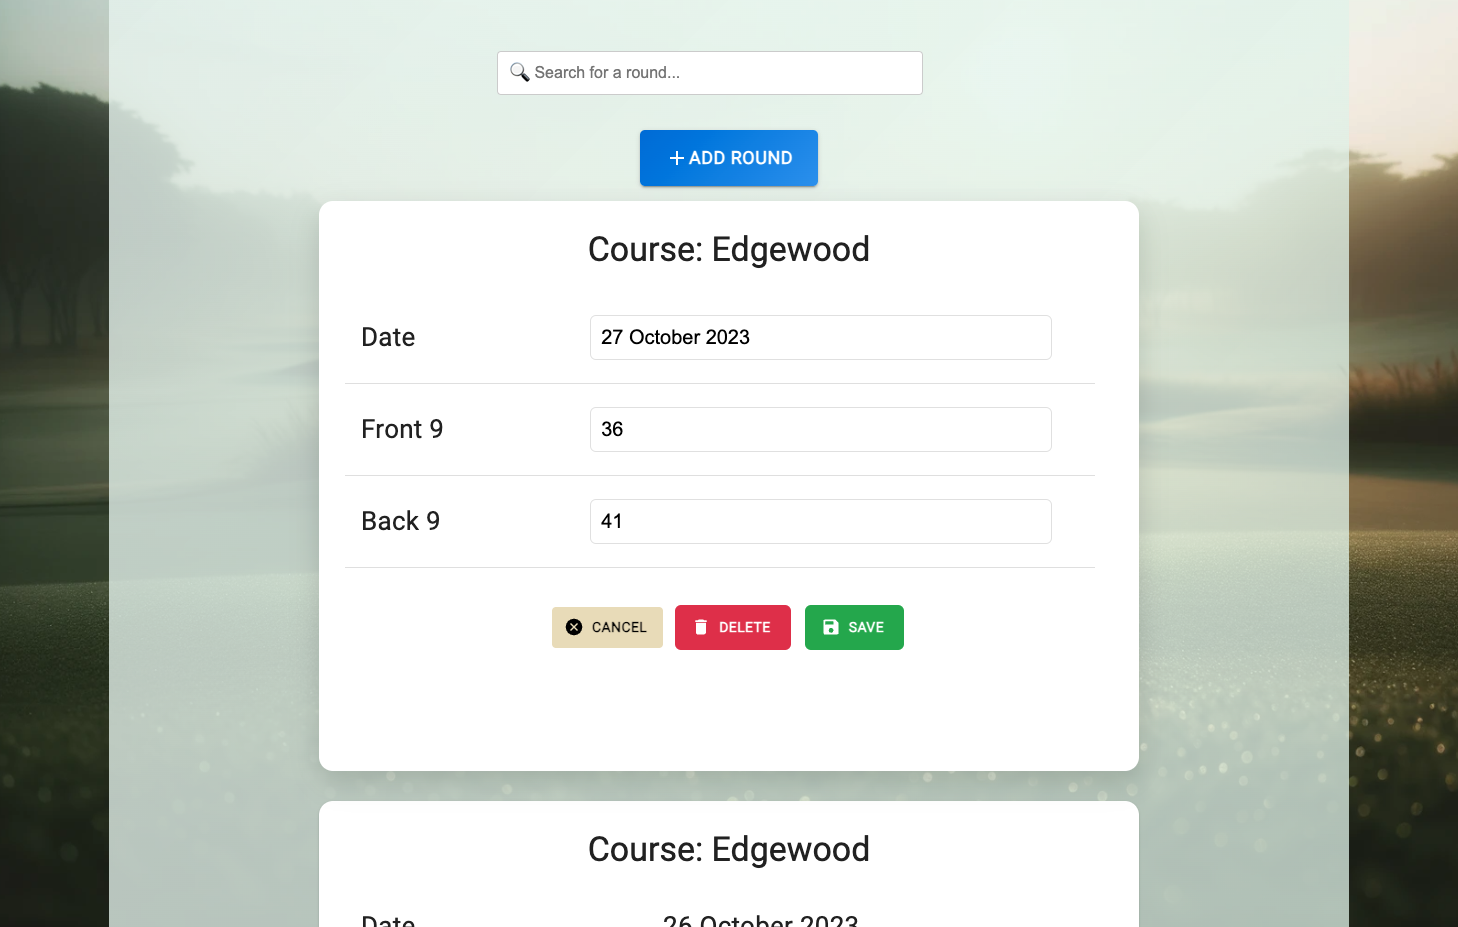 Search for a round...
ADD ROUND
Course: Edgewood
Date 27 October 2023
Front 9 36
Back 9 41
CANCEL DELETE SAVE
Course: Edgewood
Date 26 October 2023